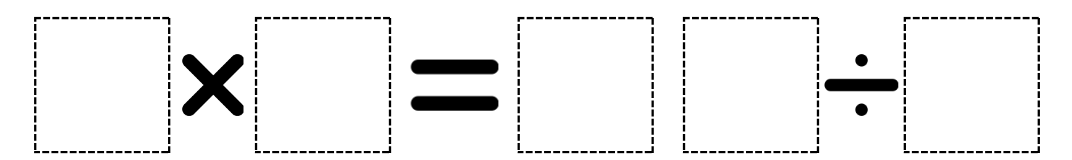 × = ÷